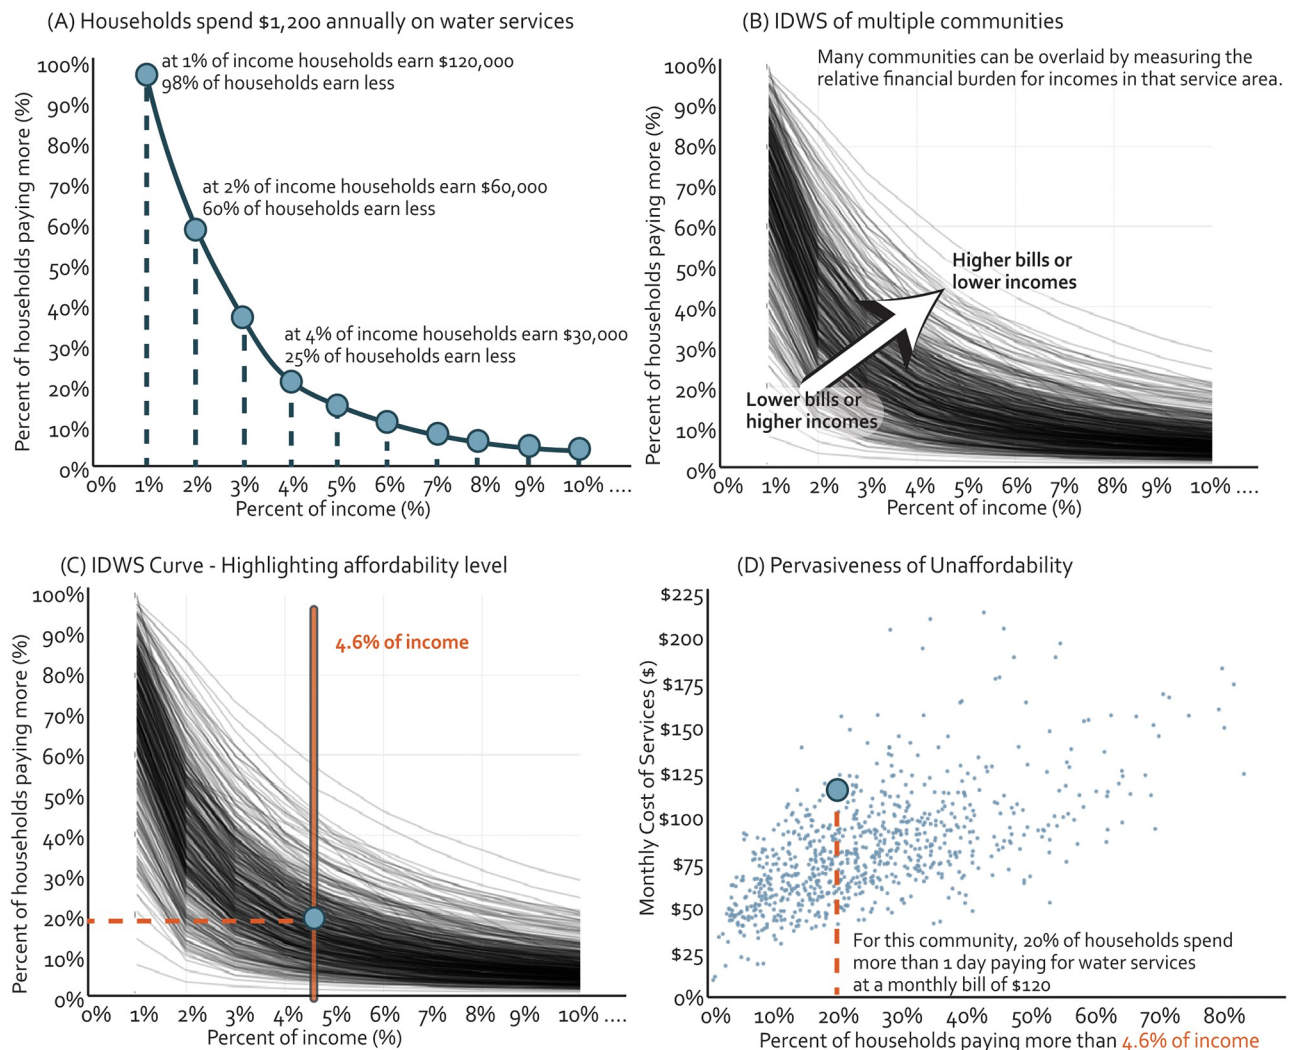 (A) Households spend $1,200 annually on water services
at 1% of income households earn $120,000
98% of households earn less
at 2% of income households earn $60,000
60% of households earn less
at 4% of income households earn $30,000
25% of households earn less
Percent of households paying more (%)
100%
90%
80%
70%
60%
50%
40%
30%
20%
10%
0%
0% 1% 2% 3% 4% 5% 6% 7% 8% 9% 10% ....
Percent of income (%)
(B) IDWS of multiple communities
Many communities can be overlaid by measuring the
relative financial burden for incomes in that service area.
Higher bills or
lower incomes
Lower bills or
higher incomes
Percent of households paying more (%)
100%
90%
80%
70%
60%
50%
40%
30%
20%
10%
0%
0% 1% 2% 3% 4% 5% 6% 7% 8% 9% 10% ....
Percent of income (%)
(C) IDWS Curve - Highlighting affordability level
4.6% of income
Percent of households paying more (%)
100%
90%
80%
70%
60%
50%
40%
30%
20%
10%
0%
0% 1% 2% 3% 4% 5% 6% 7% 8% 9% 10% ....
Percent of income (%)
(D) Pervasiveness of Unaffordability
Monthly Cost of Services ($)
$225
$200
$175
$150
$125
$100
$75
$50
$25
0%
For this community, 20% of households spend
more than 1 day paying for water services
at a monthly bill of $120
0% 10% 20% 30% 40% 50% 60% 70% 80%
Percent of households paying more than 4.6% of income